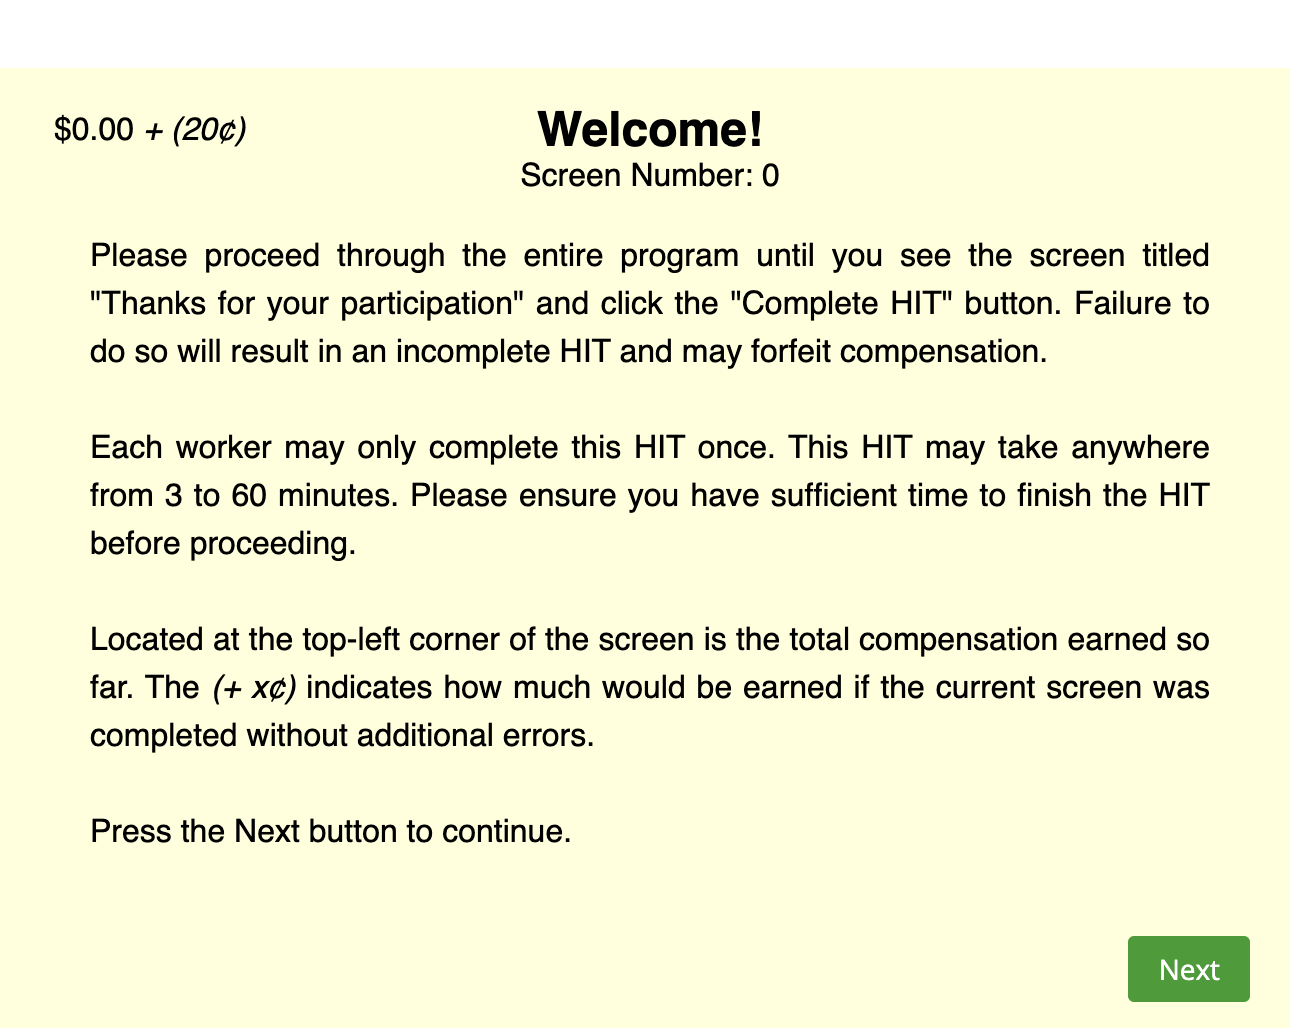 $0.00 + (20¢)
Welcome!
Screen Number: 0
Please proceed through the entire program until you see the screen titled
"Thanks for your participation" and click the "Complete HIT" button. Failure to
do so will result in an incomplete HIT and may forfeit compensation.
Each worker may only complete this HIT once. This HIT may take anywhere
from 3 to 60 minutes. Please ensure you have sufficient time to finish the HIT
before proceeding.
Located at the top-left corner of the screen is the total compensation earned so
far. The (+ x¢) indicates how much would be earned if the current screen was
completed without additional errors.
Press the Next button to continue.
Next